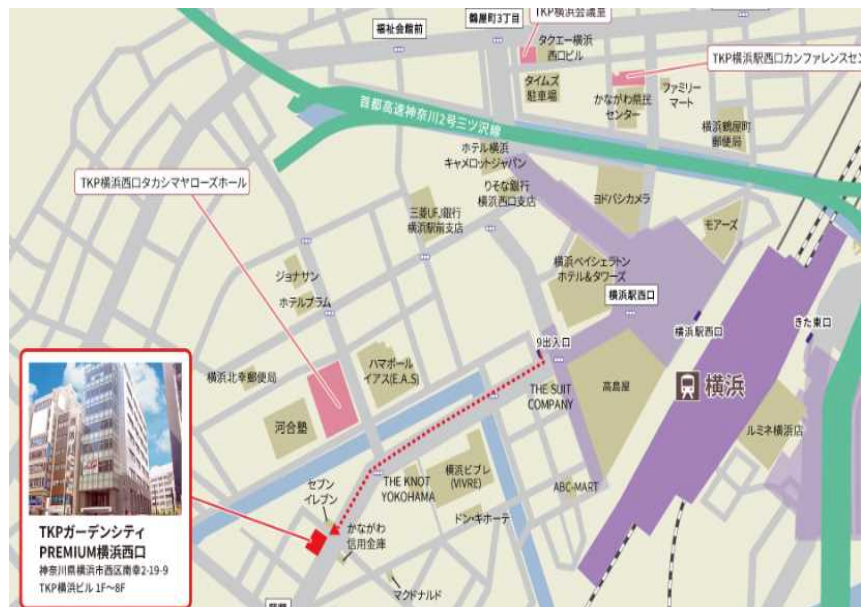 福祉会館前
鶴屋町3丁目
TKP横浜会議室
タクエー横浜
西口ビル
TKP横浜駅西口カンファレンスセン
タイムズ
駐車場
かながわ県民
センター
ファミリー
マート
横浜鶴屋町
郵便局
首都高速神奈川2号三ツ沢線
ホテル横浜
キャメロットジャパン
TKP横浜西口タカシマヤローズホール
りそな銀行
横浜西口支店
ヨドバシカメラ
三菱UFJ銀行
横浜駅前支店
モアーズ
横浜ベイシェラトン
ホテル&タワーズ
ジョナサン
ホテルプラム
横浜駅西口
横浜駅西口
きた東口
9出入口
ハマボール
イアス(E.A.S)
横浜北幸郵便局
THE SUIT
COMPANY
高島屋
横浜
河合塾
ルミネ横浜店
THE KNOT
YOKOHAMA
横浜ビブレ
(VIVRE)
ABC-MART
セブン
イレブン
ドン・キホーテ
かながわ
信用金庫
マクドナルド
TKPガーデンシティ
PREMIUM横浜西口
神奈川県横浜市西区南幸2-19-9
TKP横浜ビル 1F~8F